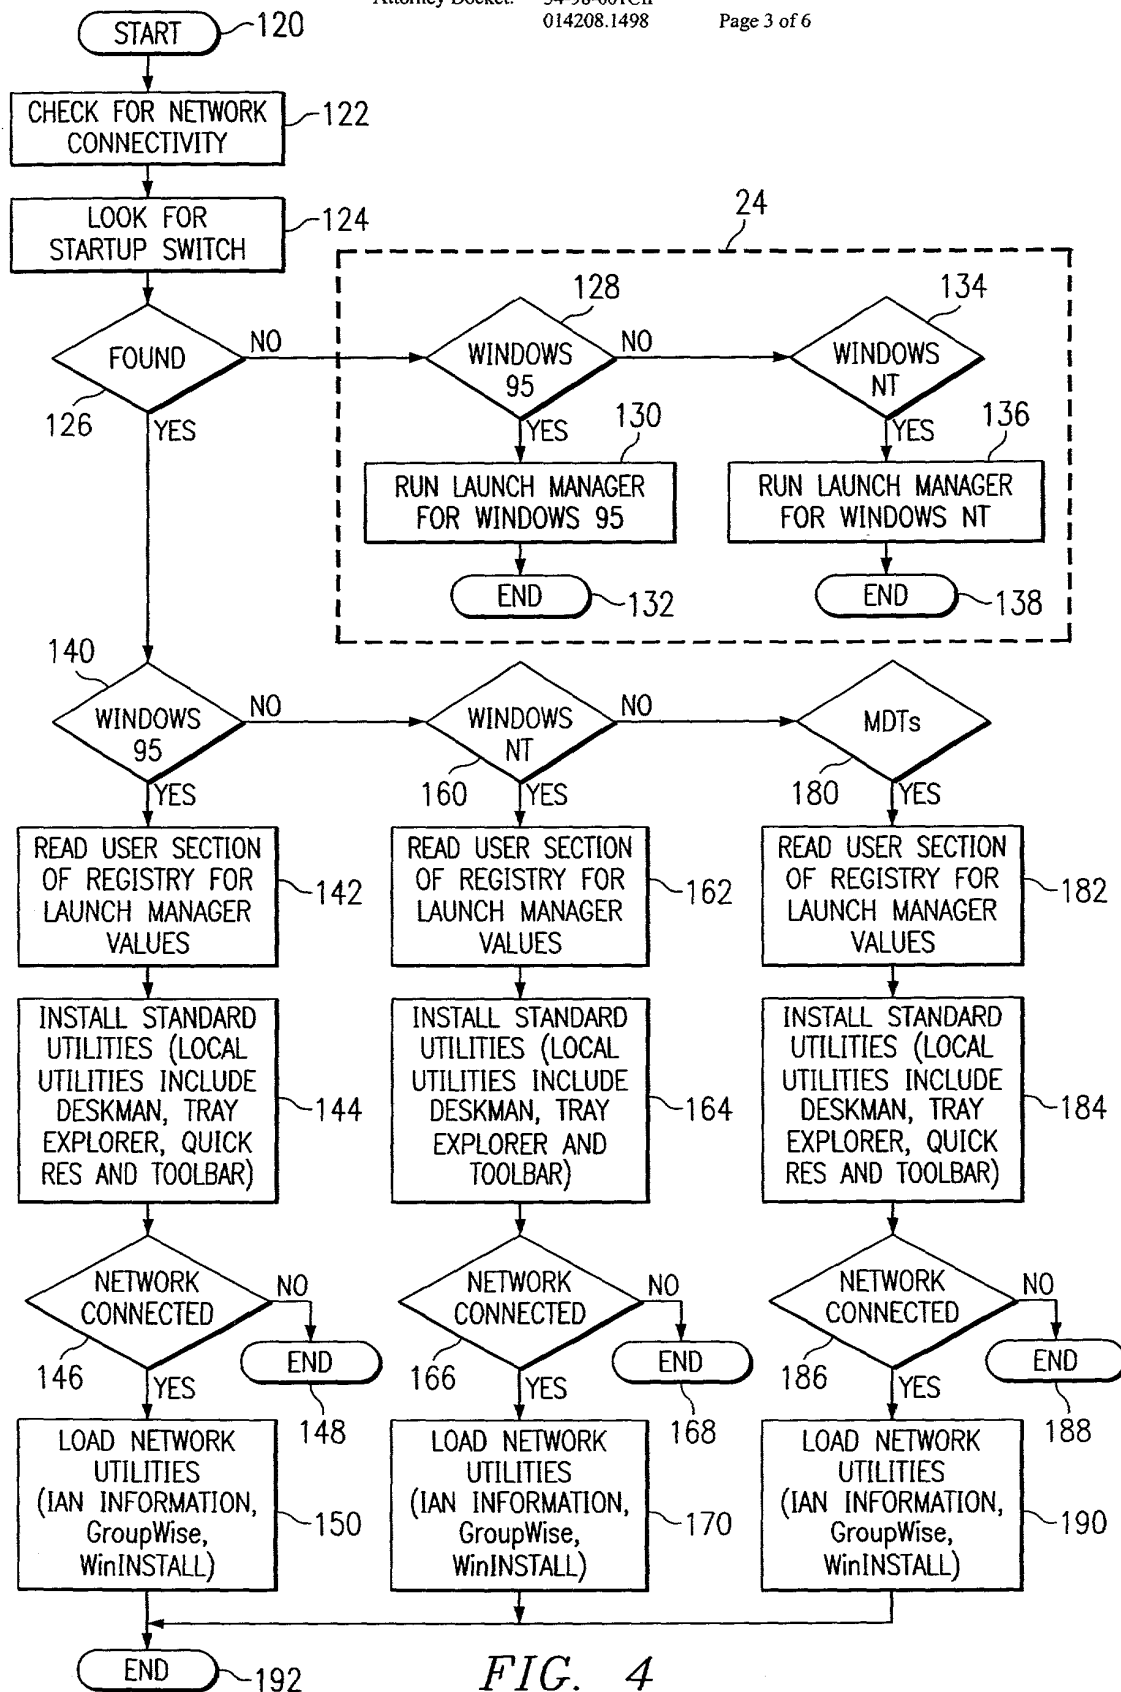 Attorney Docket:
014208.1498 Page 3 of 6
START
120
CHECK FOR NETWORK
CONNECTIVITY
122
LOOK FOR
STARTUP SWITCH
124
24
FOUND
126
NO
YES
WINDOWS
95
128
NO
YES
WINDOWS
NT
134
YES
RUN LAUNCH MANAGER
FOR WINDOWS 95
130
RUN LAUNCH MANAGER
FOR WINDOWS NT
136
END
132
END
138
140
WINDOWS
95
NO
YES
WINDOWS
NT
160
NO
YES
MDTs
180
YES
READ USER SECTION
OF REGISTRY FOR
LAUNCH MANAGER
VALUES
142
READ USER SECTION
OF REGISTRY FOR
LAUNCH MANAGER
VALUES
162
READ USER SECTION
OF REGISTRY FOR
LAUNCH MANAGER
VALUES
182
INSTALL STANDARD
UTILITIES (LOCAL
UTILITIES INCLUDE
DESKMAN, TRAY
EXPLORER, QUICK
RES AND TOOLBAR)
144
INSTALL STANDARD
UTILITIES (LOCAL
UTILITIES INCLUDE
DESKMAN, TRAY
EXPLORER AND
TOOLBAR)
164
INSTALL STANDARD
UTILITIES (LOCAL
UTILITIES INCLUDE
DESKMAN, TRAY
EXPLORER, QUICK
RES AND TOOLBAR)
184
NETWORK
CONNECTED
146
NO
END
148
YES
NETWORK
CONNECTED
166
NO
END
168
YES
NETWORK
CONNECTED
186
NO
END
188
YES
LOAD NETWORK
UTILITIES
(IAN INFORMATION,
GroupWise,
WinINSTALL)
150
LOAD NETWORK
UTILITIES
(IAN INFORMATION,
GroupWise,
WinINSTALL)
170
LOAD NETWORK
UTILITIES
(IAN INFORMATION,
GroupWise,
WinINSTALL)
190
END
192
FIG. 4